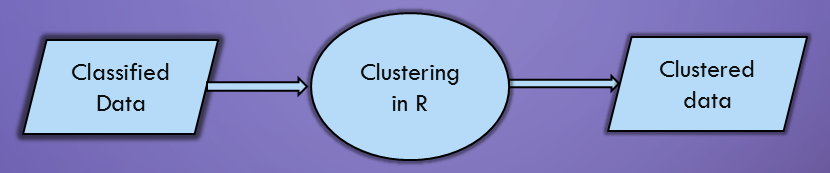 Classified
Data
Clustering
in R
Clustered
data